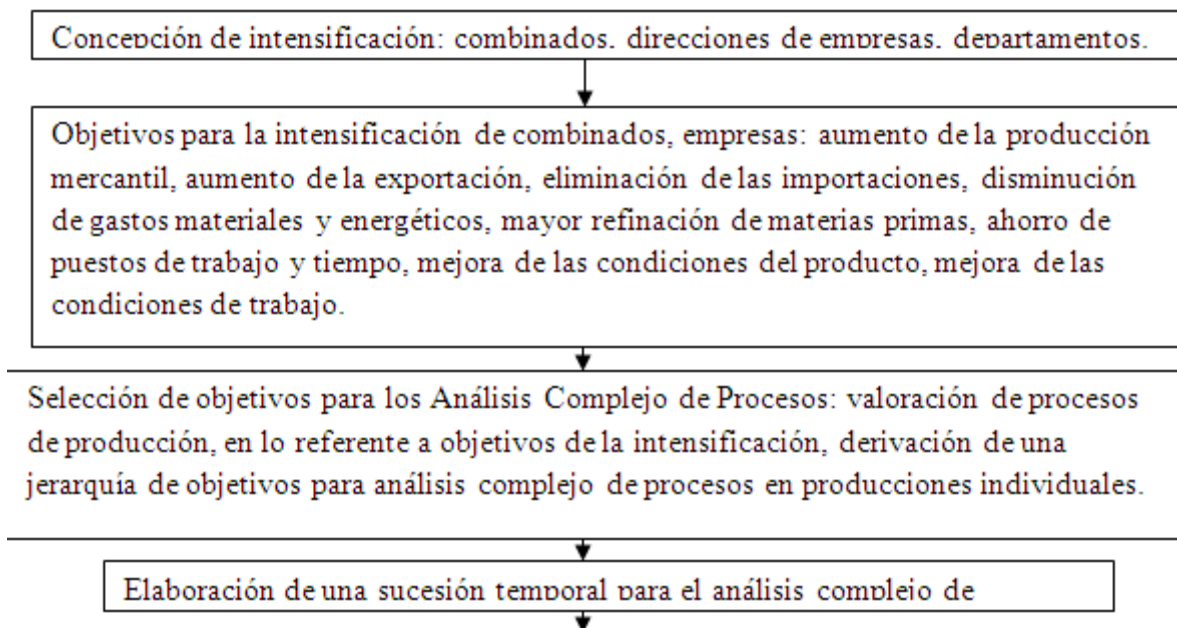 Concepción de intensificación: combinados, direcciones de empresas, departamentos.
Objetivos para la intensificación de combinados, empresas: aumento de la producción
mercantil, aumento de la exportación, eliminación de las importaciones, disminución
de gastos materiales y energéticos, mayor refinación de materias primas, ahorro de
puestos de trabajo y tiempo, mejora de las condiciones del producto, mejora de las
condiciones de trabajo.
Selección de objetivos para los Análisis Complejo de Procesos: valoración de procesos
de producción, en lo referente a objetivos de la intensificación, derivación de una
jerarquía de objetivos para análisis complejo de procesos en producciones individuales.
Elaboración de una sucesión temporal para el análisis complejo de